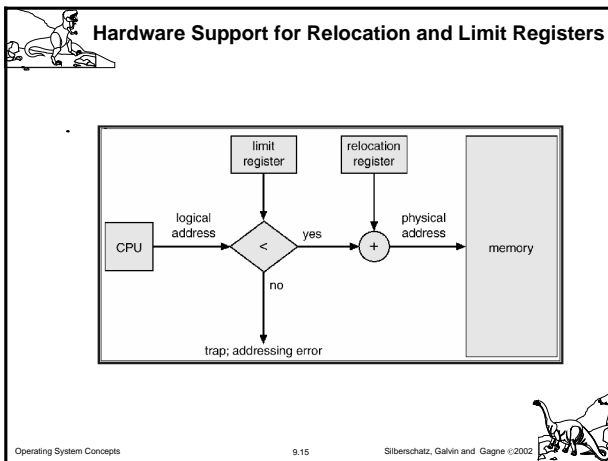 Hardware Support for Relocation and Limit Registers
limit
register
relocation
register
logical
address
physical
address
CPU
<
yes
+
memory
no
trap; addressing error
Operating System Concepts
9.15
Silberschatz, Galvin and Gagne ©2002